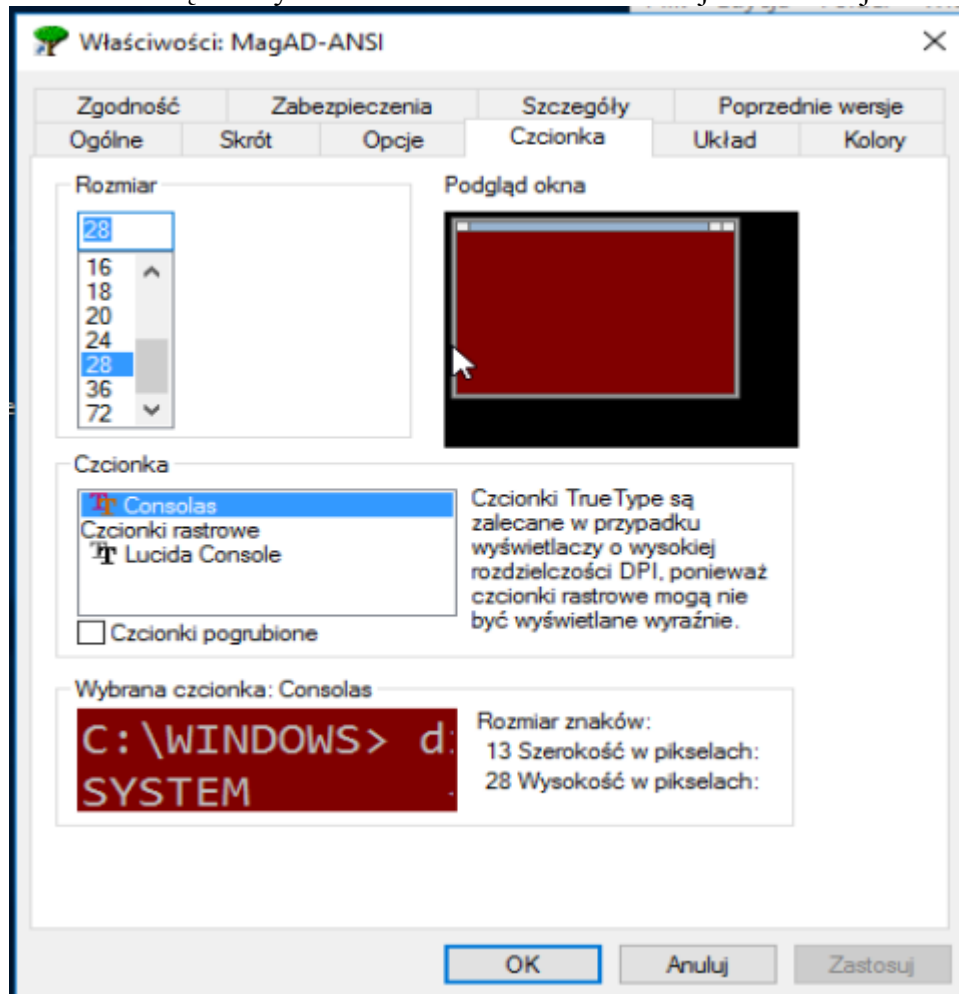 Właściwości: MagAD-ANSI
Zgodność Zabezpieczenia Szczegóły Poprzednie wersje
Ogólne Skrót Opcje Czcionka Układ Kolory
Rozmiar
28
16
18
20
24
28
36
72
Podgląd okna
Czcionka
Consolas
Czcionki rastrowe
Lucida Console
Czcionki pogrubione
Czcionki TrueType są
zalecane w przypadku
wyświetlaczy o wysokiej
rozdzielczości DPI, ponieważ
czcionki rastrowe mogą nie
być wyświetlane wyraźnie.
Wybrana czcionka: Consolas
C:\WINDOWS> d
SYSTEM
Rozmiar znaków:
13 Szerokość w pikselach:
28 Wysokość w pikselach:
OK Anuluj Zastosuj